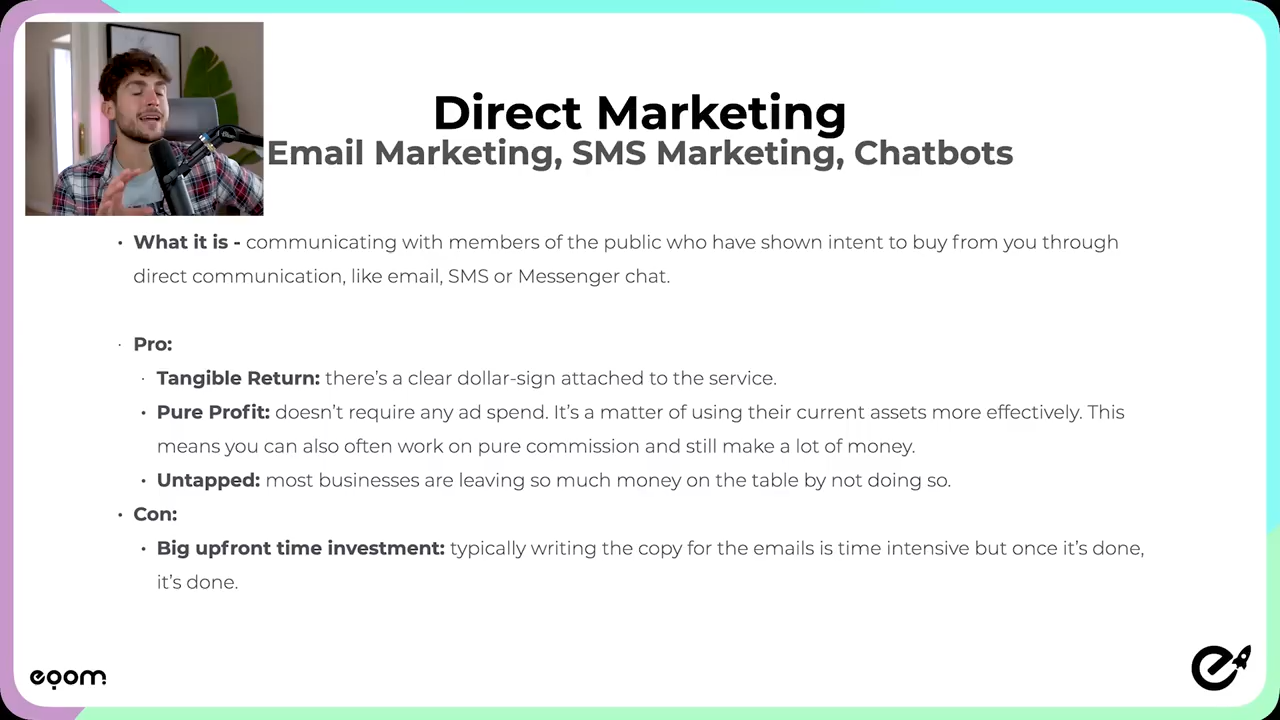 Direct Marketing
Email Marketing, SMS Marketing, Chatbots
• What it is - communicating with members of the public who have shown intent to buy from you through
direct communication, like email, SMS or Messenger chat.
· Pro:
· Tangible Return: there’s a clear dollar-sign attached to the service.
• Pure Profit: doesn’t require any ad spend. It’s a matter of using their current assets more effectively. This
means you can also often work on pure commission and still make a lot of money.
• Untapped: most businesses are leaving so much money on the table by not doing so.
• Con:
• Big upfront time investment: typically writing the copy for the emails is time intensive but once it’s done,
it’s done.
eqom
e